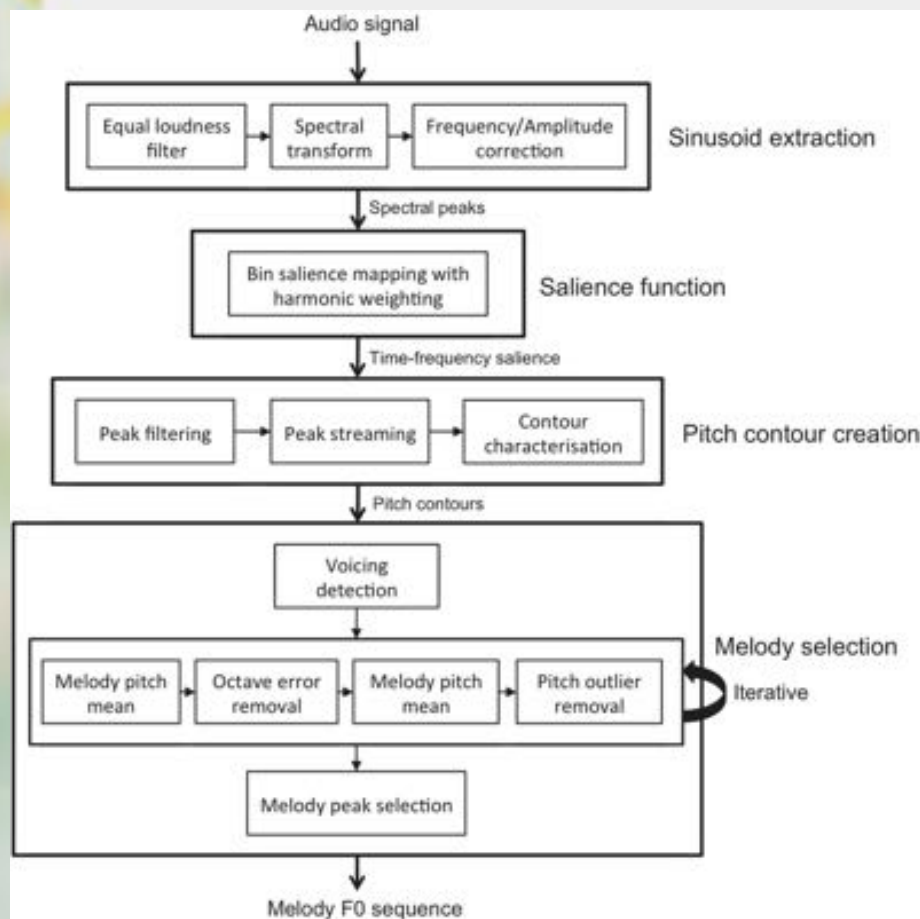 Audio signal
Equal loudness
filter
Spectral
transform
Frequency/Amplitude
correction
Sinusoid extraction
Spectral peaks
Bin salience mapping with
harmonic weighting
Salience function
Time-frequency salience
Peak filtering
Peak streaming
Contour
characterisation
Pitch contour creation
Pitch contours
Voicing
detection
Melody selection
Melody pitch
mean
Octave error
removal
Melody pitch
mean
Pitch outlier
removal
Iterative
Melody peak selection
Melody F0 sequence